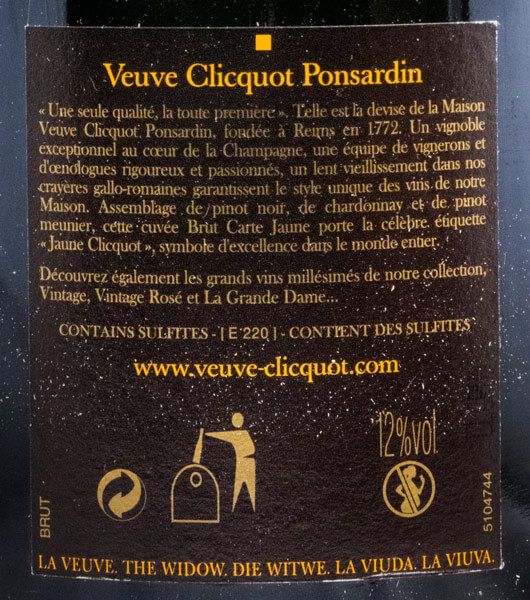 Veuve Clicquot Ponsardin
« Une seule qualité, la toute première ». Telle est la devise de la Maison
Veuve Clicquot Ponsardin, fondée à Reims en 1772. Un vignoble
exceptionnel au cœur de la Champagne, une équipe de vignerons et
d'œnologues rigoureux et passionnés, un lent vieillissement dans nos
crayères gallo-romaines garantissent le style unique des vins de notre
Maison. Assemblage de pinot noir, de chardonnay et de pinot
meunier, cette cuvée Brut Carte Jaune porte la célèbre étiquette
« Jaune Clicquot », symbole d'excellence dans le monde entier.
Découvrez également les grands vins millésimés de notre collection,
Vintage, Vintage Rosé et La Grande Dame...
CONTAINS SULFITES - [ E 220 ] - CONTIENT DES SULFITES
www.veuve-clicquot.com
12%vol.
BRUT
5104744
LA VEUVE. THE WIDOW. DIE WITWE. LA VIUDA. LA VIUVA.